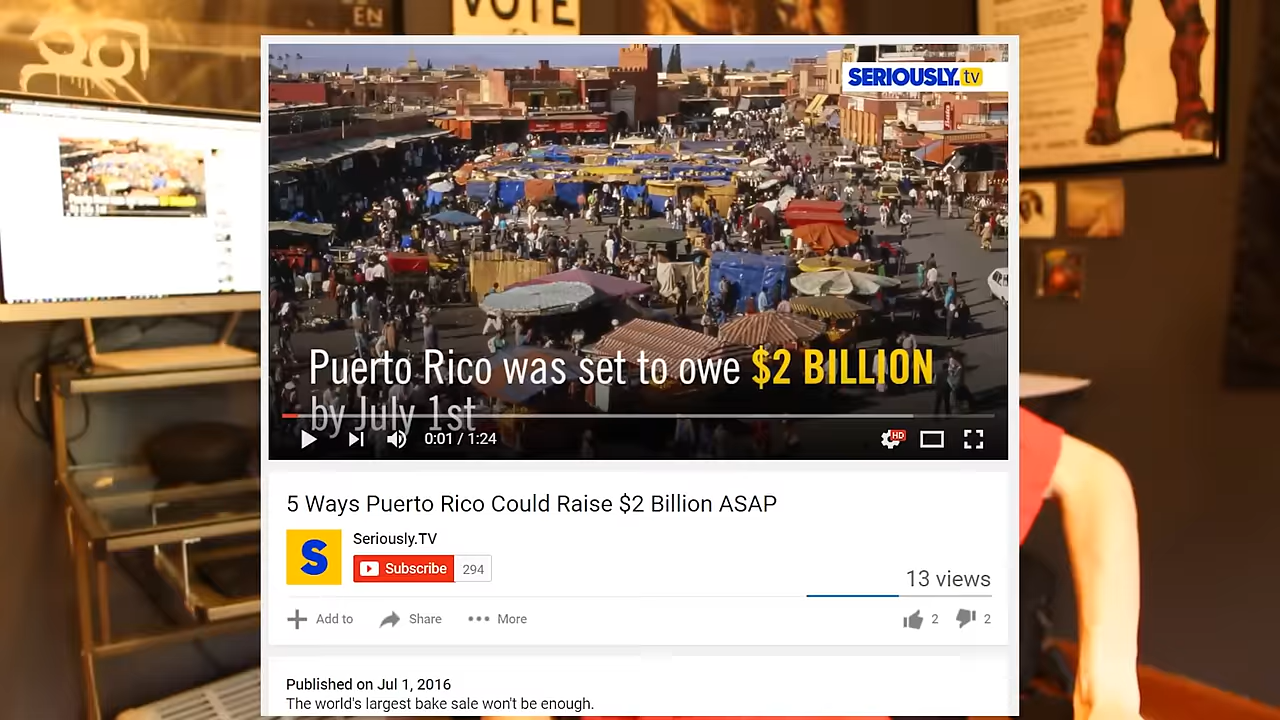 EN
VOTE
SERIOUSLY.tv
Puerto Rico was set to owe $2 BILLION
by July 1st
0:01 / 1:24
HD
5 Ways Puerto Rico Could Raise $2 Billion ASAP
S
Seriously.TV
Subscribe 294
13 views
Add to Share More 2 2
Published on Jul 1, 2016
The world's largest bake sale won't be enough.